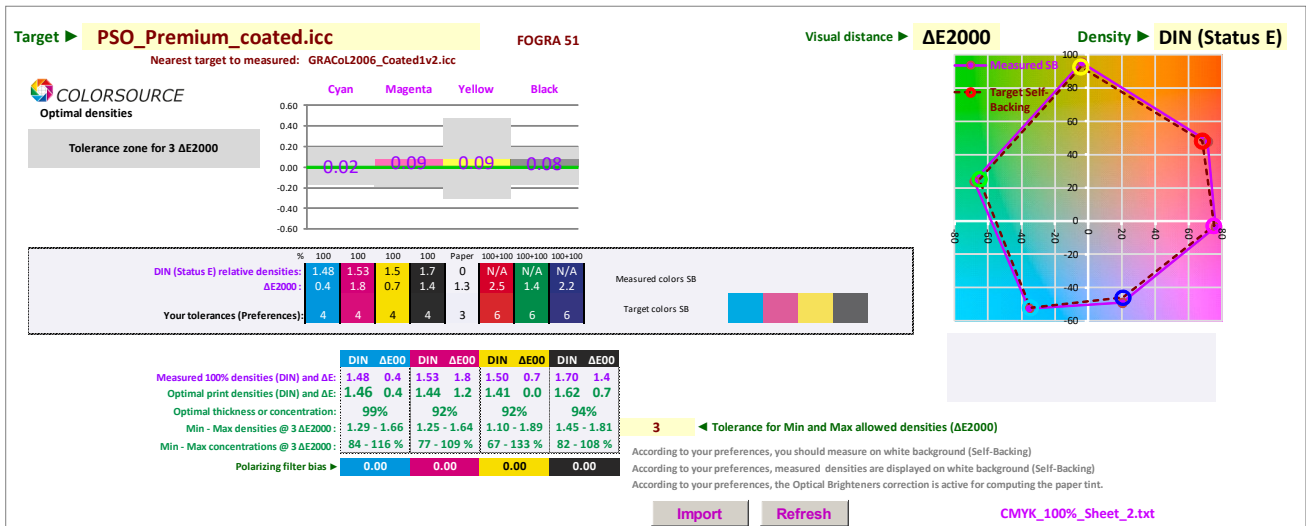 Target ► PSO_Premium_coated.icc FOGRA 51 Visual distance ► ΔE2000 Density ► DIN (Status E)
Nearest target to measured: GRACoL2006_Coated1v2.icc
COLORSOURCE
Optimal densities
Tolerance zone for 3 ΔE2000
Cyan Magenta Yellow Black
0.60
0.40
0.20
0.00
-0.20
-0.40
-0.60
0.02 0.09 0.09 0.08
Measured SB
Target Self-
Backing
100
80
60
40
20
0
-20
-40
-60
-80 -60 -40 -20 0 20 40 60 80
% 100 100 100 100 Paper 100+100 100+100 100+100
DIN (Status E) relative densities: 1.48 1.53 1.5 1.7 0 N/A N/A N/A
ΔE2000 : 0.4 1.8 0.7 1.4 1.3 2.5 1.4 2.2
Your tolerances (Preferences): 4 4 4 4 3 6 6 6
Measured colors SB
Target colors SB
DIN ΔE00 DIN ΔE00 DIN ΔE00 DIN ΔE00
Measured 100% densities (DIN) and ΔE: 1.48 0.4 1.53 1.8 1.50 0.7 1.70 1.4
Optimal print densities (DIN) and ΔE: 1.46 0.4 1.44 1.2 1.41 0.0 1.62 0.7
Optimal thickness or concentration: 99% 92% 92% 94%
Min - Max densities @ 3 ΔE2000 : 1.29 - 1.66 1.25 - 1.64 1.10 - 1.89 1.45 - 1.81
Min - Max concentrations @ 3 ΔE2000 : 84 - 116 % 77 - 109 % 67 - 133 % 82 - 108 %
Polarizing filter bias ► 0.00 0.00 0.00 0.00
3 ◄ Tolerance for Min and Max allowed densities (ΔE2000)
According to your preferences, you should measure on white background (Self-Backing)
According to your preferences, measured densities are displayed on white background (Self-Backing)
According to your preferences, the Optical Brighteners correction is active for computing the paper tint.
Import Refresh CMYK_100%_Sheet_2.txt